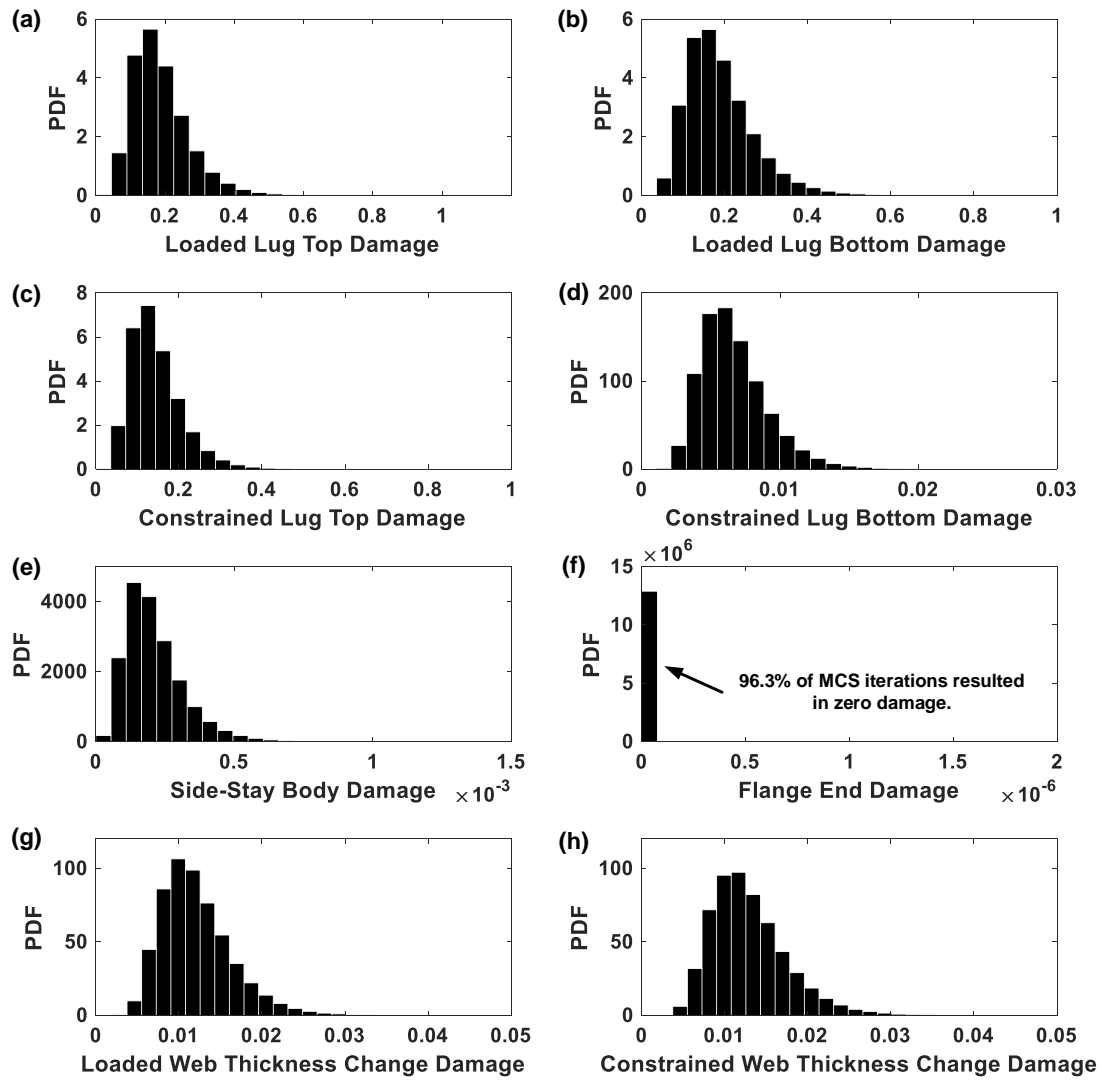 (a)
6
4
2
0
PDF
0 0.2 0.4 0.6 0.8 1
Loaded Lug Top Damage
(b)
6
4
2
0
PDF
0 0.2 0.4 0.6 0.8 1
Loaded Lug Bottom Damage
(c)
8
6
4
2
0
PDF
0 0.2 0.4 0.6 0.8 1
Constrained Lug Top Damage
(d)
200
100
0
PDF
0 0.01 0.02 0.03
Constrained Lug Bottom Damage
(e)
4000
2000
0
PDF
0 0.5 1 1.5
Side-Stay Body Damage ×10⁻³
(f)
×10⁶
15
10
5
0
PDF
96.3% of MCS iterations resulted
in zero damage.
0 0.5 1 1.5 2
Flange End Damage ×10⁻⁶
(g)
100
50
0
PDF
0 0.01 0.02 0.03 0.04 0.05
Loaded Web Thickness Change Damage
(h)
100
50
0
PDF
0 0.01 0.02 0.03 0.04 0.05
Constrained Web Thickness Change Damage